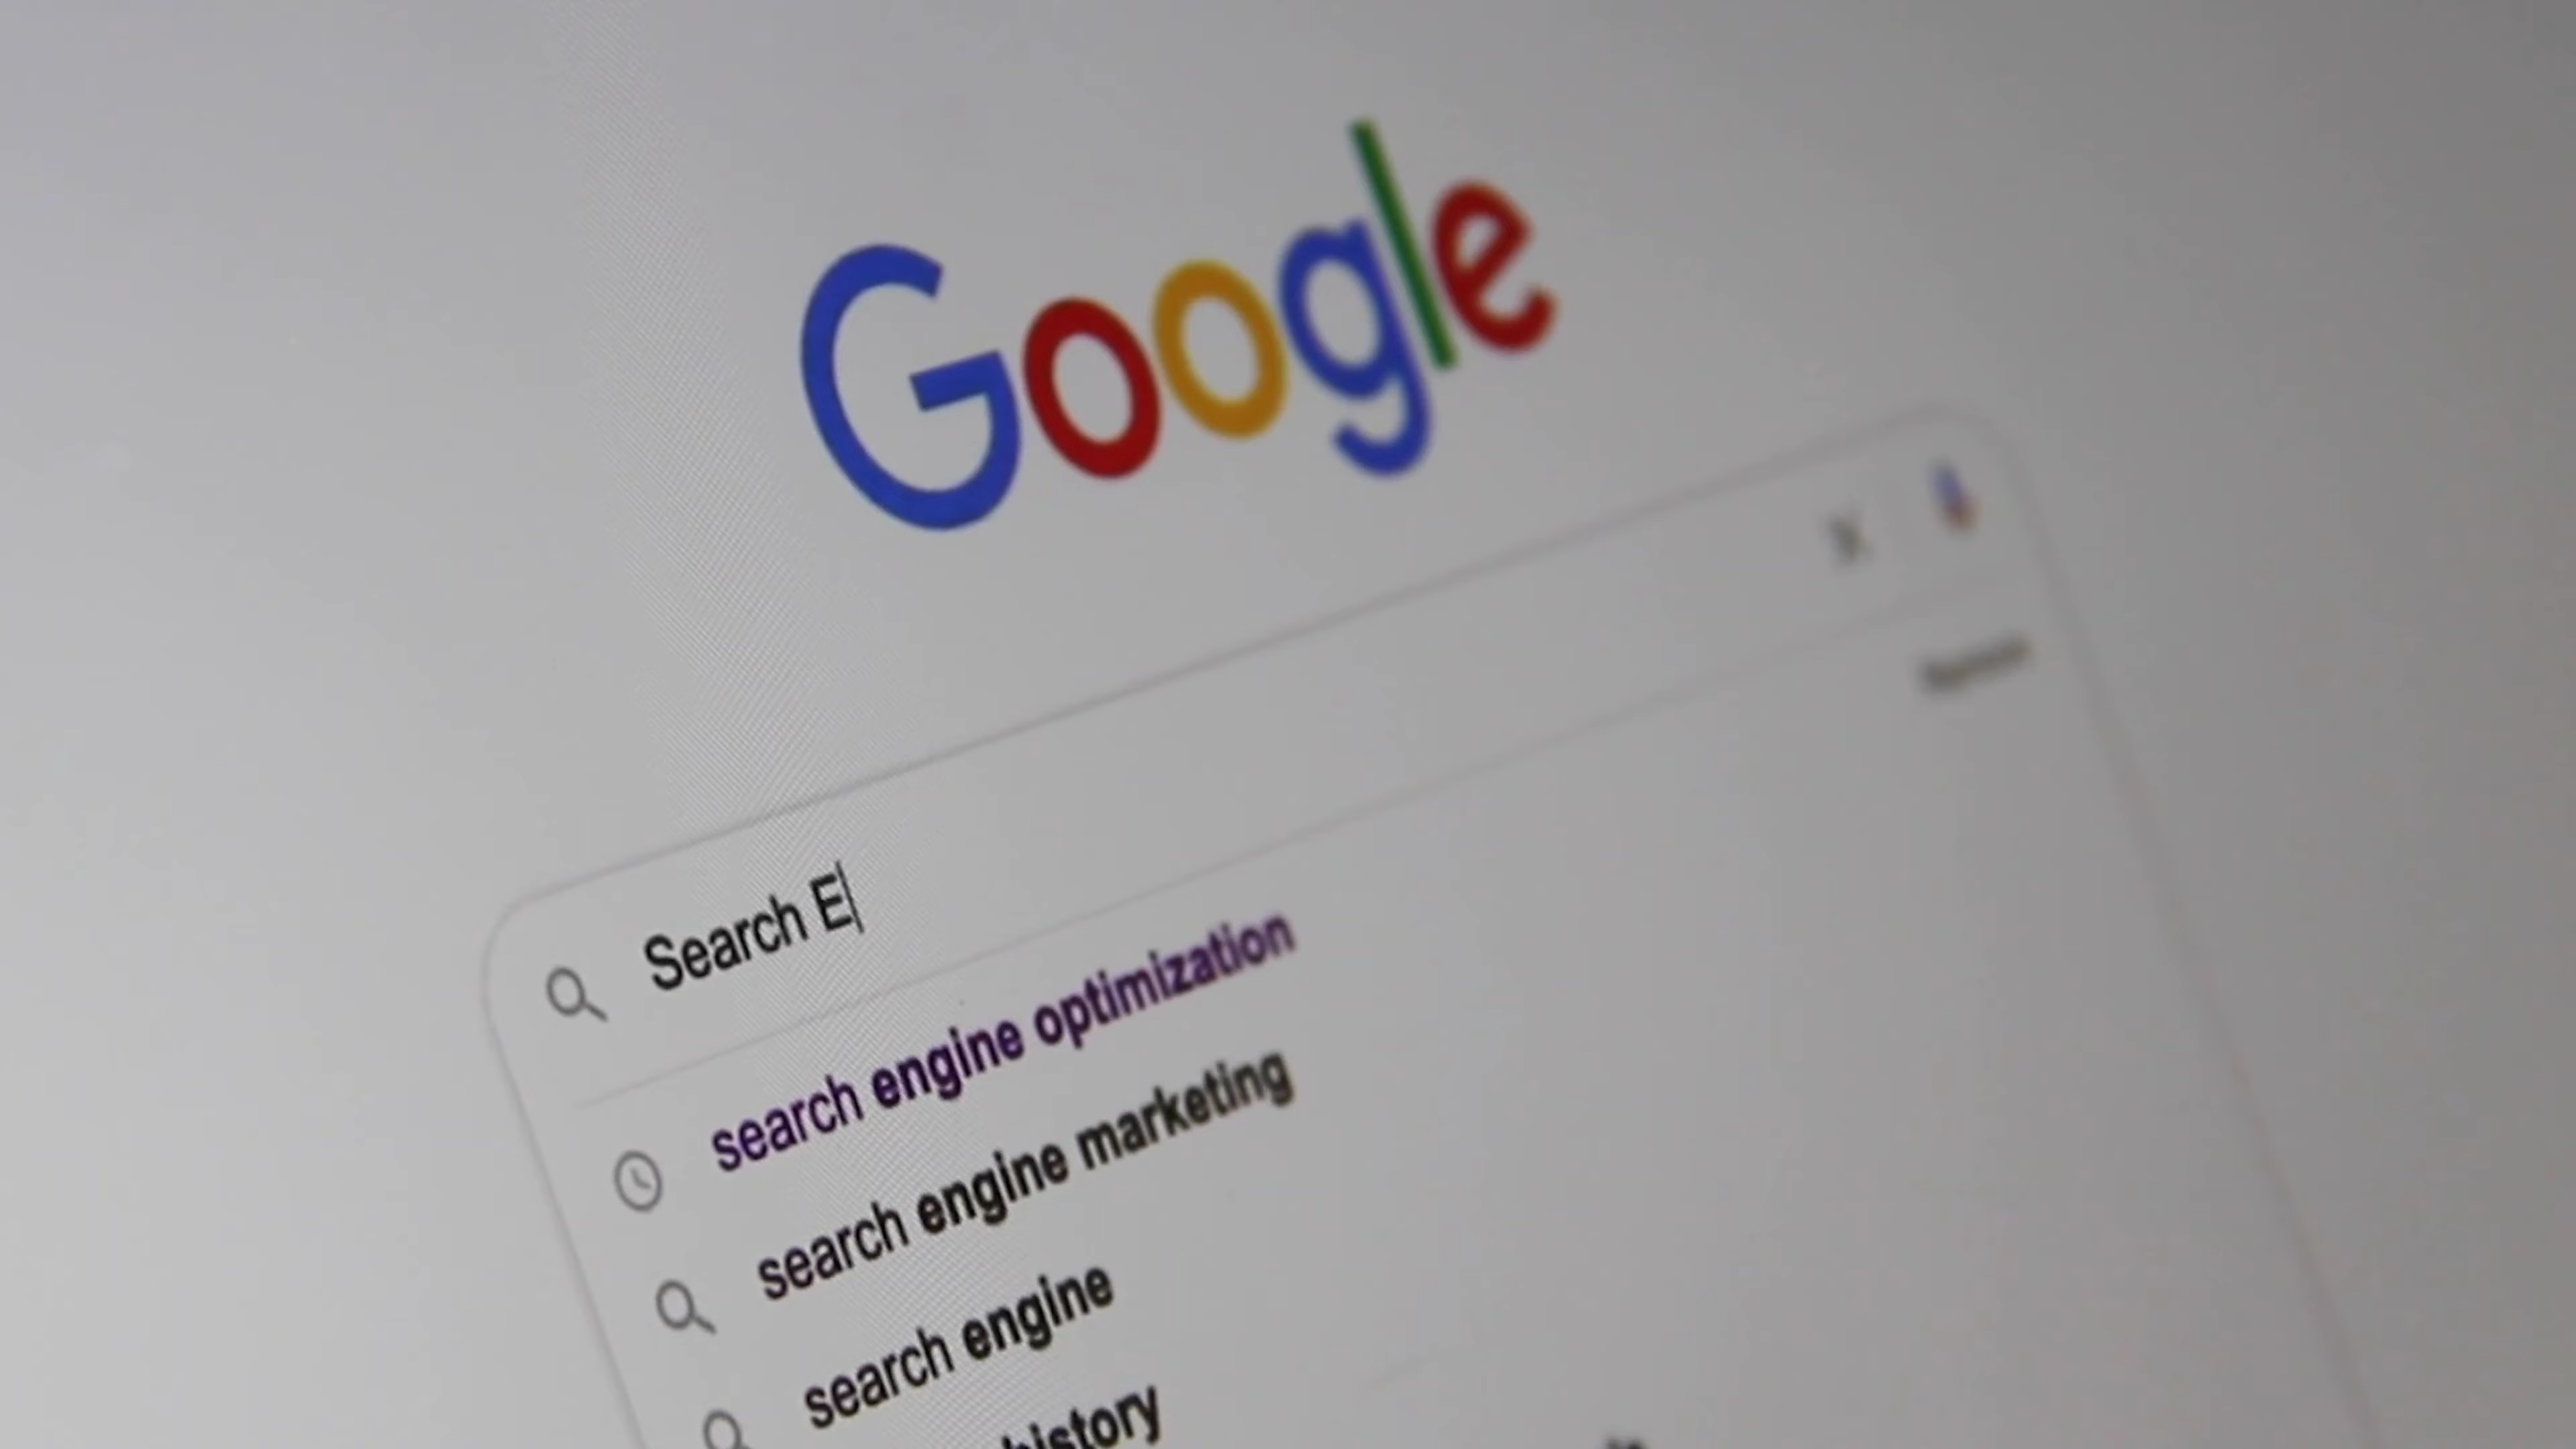 Google
Search E
search engine optimization
search engine marketing
search engine
history